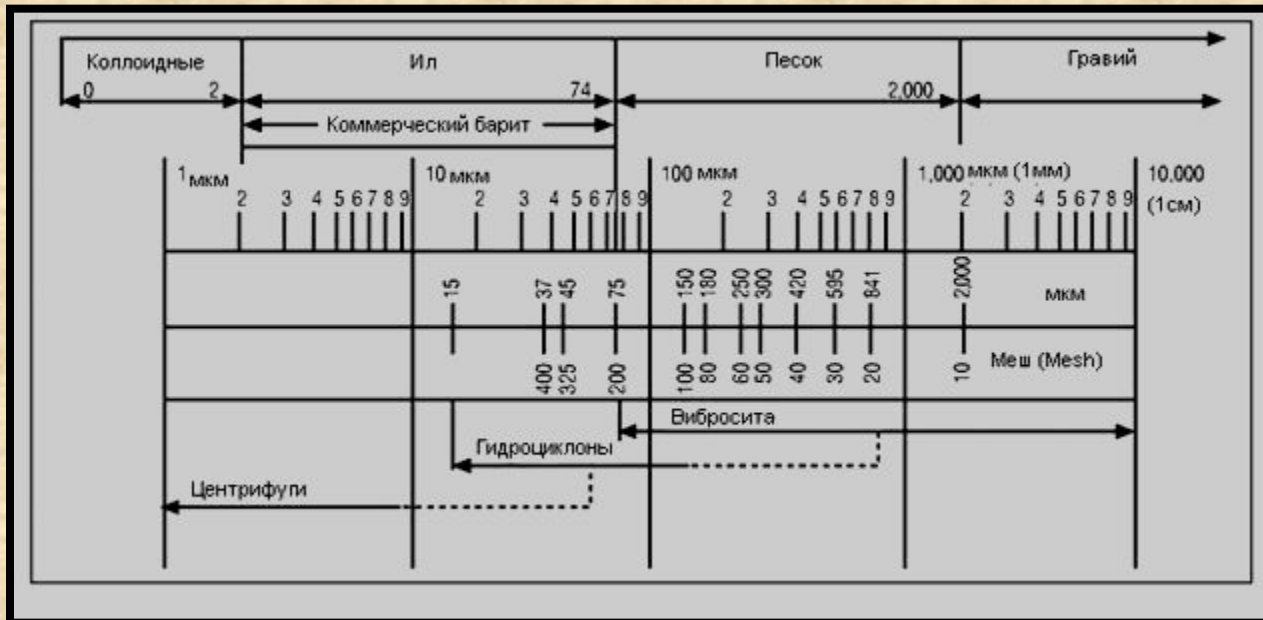 Коллоидные Ил Песок Гравий
0 2 74 2,000
Коммерческий барит
1 мкм 10 мкм 100 мкм 1,000 мкм (1мм) 10.000
(1см)
2 3 4 5 6 7 8 9 2 3 4 5 6 7 8 9 2 3 4 5 6 7 8 9 2 3 4 5 6 7 8 9
15 37 45 75 150 180 250 300 420 595 841 2,000 мкм
400 325 200 100 80 60 50 40 30 20 10 Меш (Mesh)
Вибросита
Гидроциклоны
Центрифуги